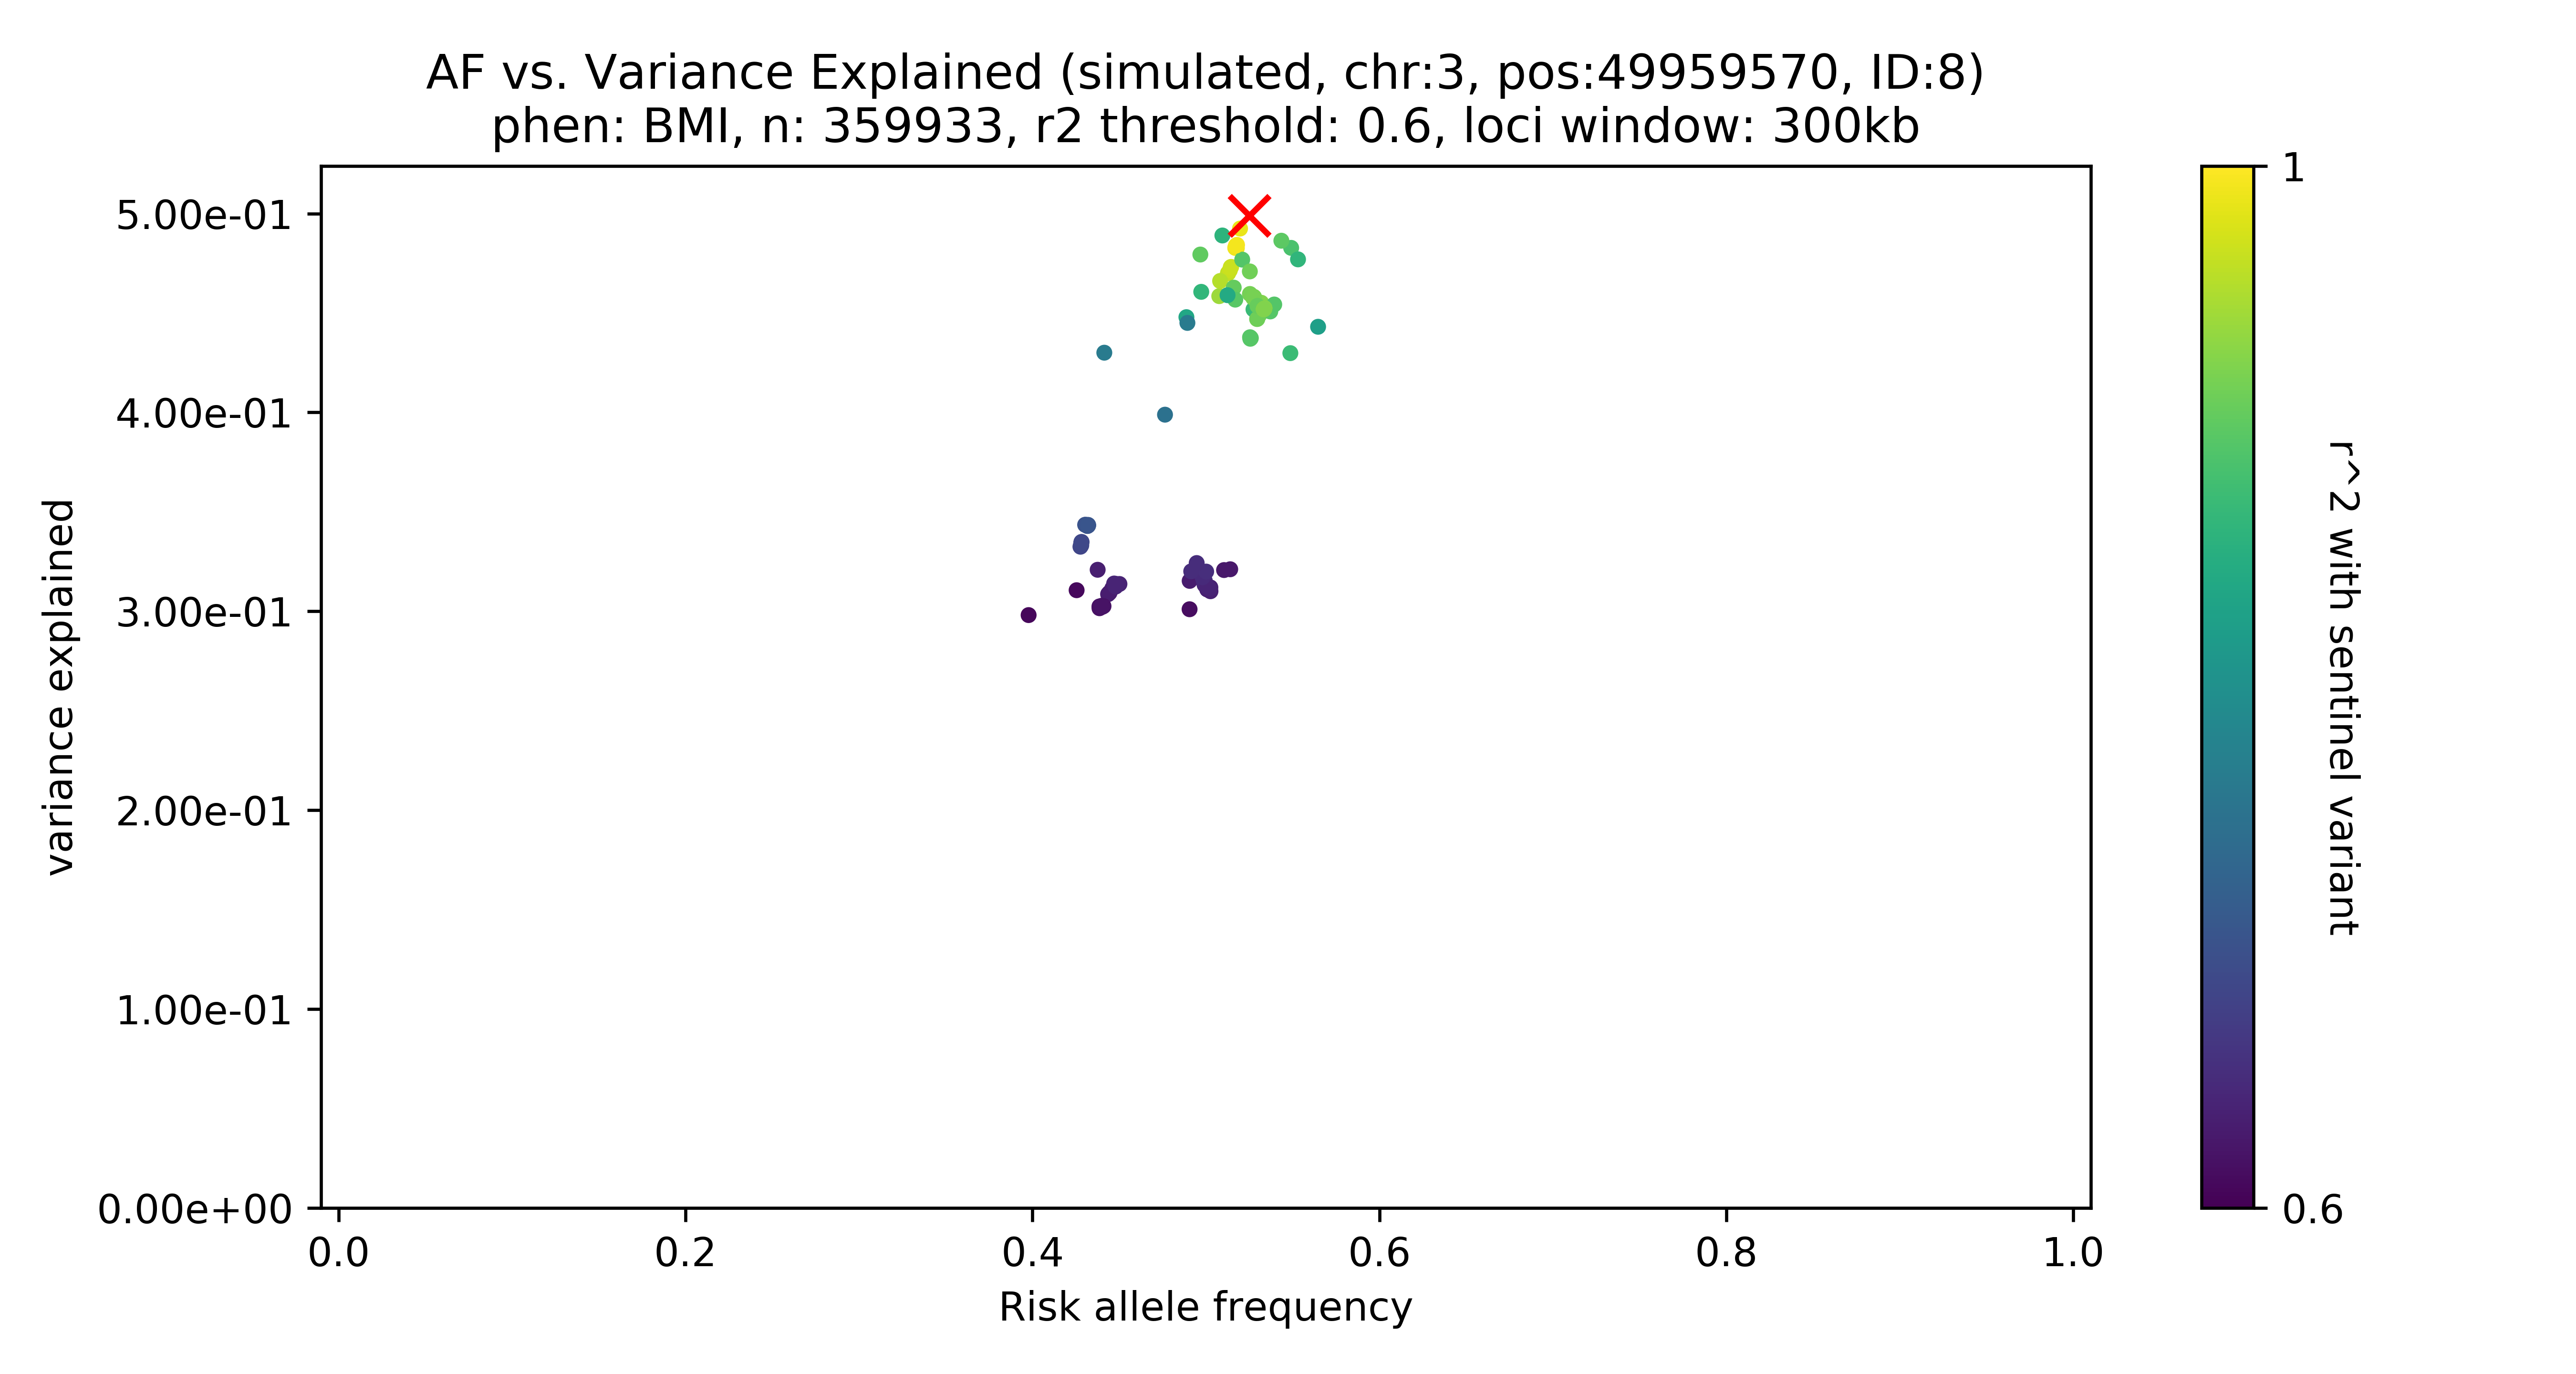 AF vs. Variance Explained (simulated, chr:3, pos:49959570, ID:8)
phen: BMI, n: 359933, r2 threshold: 0.6, loci window: 300kb
5.00e-01
4.00e-01
3.00e-01
2.00e-01
1.00e-01
0.00e+00
variance explained
0.0 0.2 0.4 0.6 0.8 1.0
Risk allele frequency
1
0.6
r^2 with sentinel variant